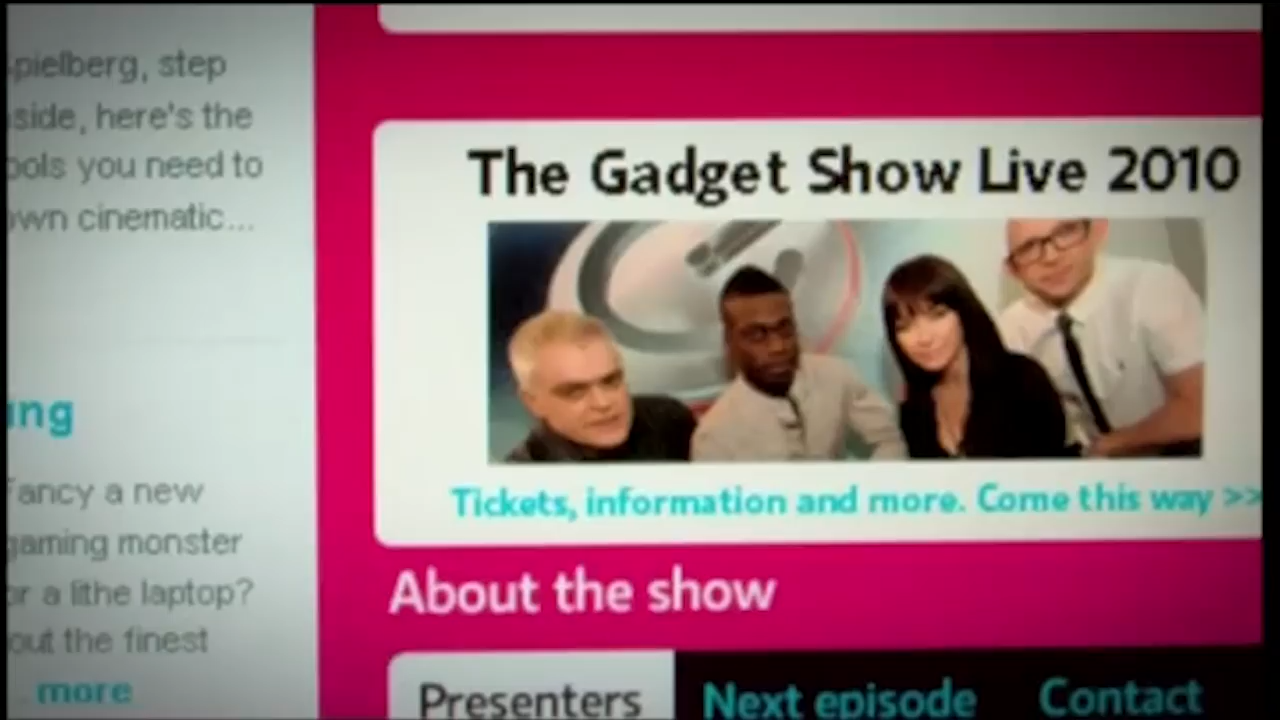 pielberg, step
side, here's the
ools you need to
own cinematic...
ing
Fancy a new
gaming monster
or a lithe laptop?
out the finest
more
The Gadget Show Live 2010
Tickets, information and more. Come this way >>
About the show
Presenters
Next episode
Contact